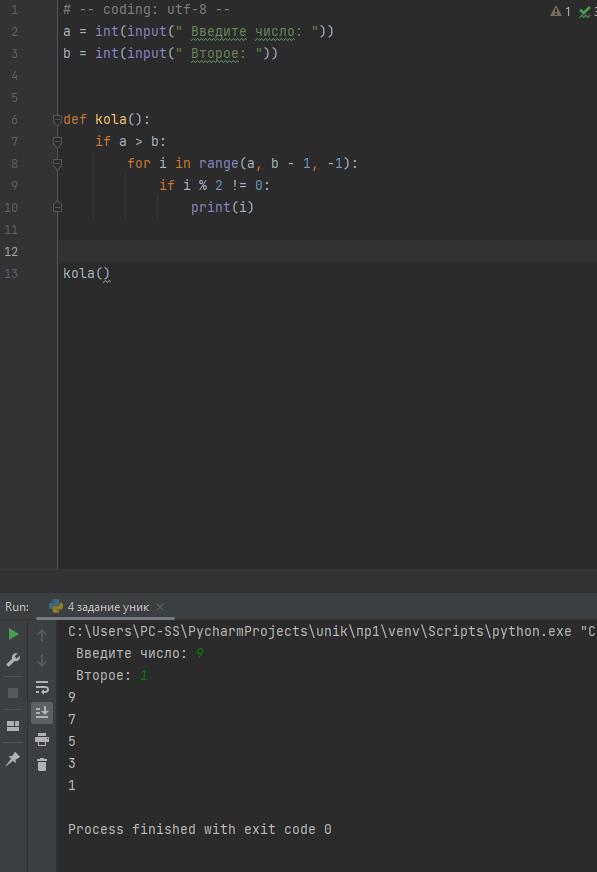 1 # -- coding: utf-8 -- 1 3
2 a = int(input(" Введите число: "))
3 b = int(input(" Второе: "))
4
5
6 def kola():
7 if a > b:
8 for i in range(a, b - 1, -1):
9 if i % 2 != 0:
10 print(i)
11
12
13 kola()
Run: 4 задание уник ×
C:\Users\PC-SS\PycharmProjects\unik\пр1\venv\Scripts\python.exe "C
Введите число: 9
Второе: 1
9
7
5
3
1
Process finished with exit code 0